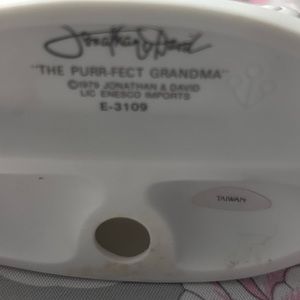 Jonathan & David
"THE PURR-FECT GRANDMA"
©1979 JONATHAN & DAVID
LIC ENESCO IMPORTS
E-3109
TAIWAN